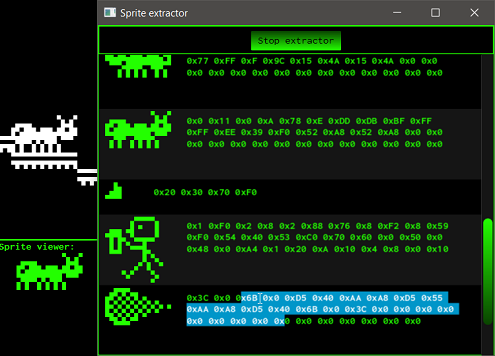 Sprite extractor
Stop extractor
0x77 0xFF 0xF 0x9C 0x15 0x4A 0x15 0x4A 0x0 0x0
0x0 0x0 0x0 0x0 0x0 0x0 0x0 0x0 0x0 0x0
0x0 0x11 0x0 0xA 0x78 0xE 0xDD 0xDB 0xBF 0xFF
0xFF 0xEE 0x39 0xF0 0x52 0xA8 0x52 0xA8 0x0 0x0
0x0 0x0 0x0 0x0 0x0 0x0 0x0 0x0 0x0 0x0
0x20 0x30 0x70 0xF0
0x1 0xF0 0x2 0x8 0x2 0x88 0x76 0x8 0xF2 0x8 0x59
0xF0 0x54 0x40 0x53 0xC0 0x70 0x60 0x0 0x50 0x0
0x48 0x0 0xA4 0x1 0x20 0xA 0x10 0x4 0x8 0x0 0x10
Sprite viewer:
0x3C 0x0 0x6B 0x0 0xD5 0x40 0xAA 0xA8 0xD5 0x55
0xAA 0xA8 0xD5 0x40 0x6B 0x0 0x3C 0x0 0x0 0x0 0x0
0x0 0x0 0x0 0x0 0x0 0x0 0x0 0x0 0x0 0x0